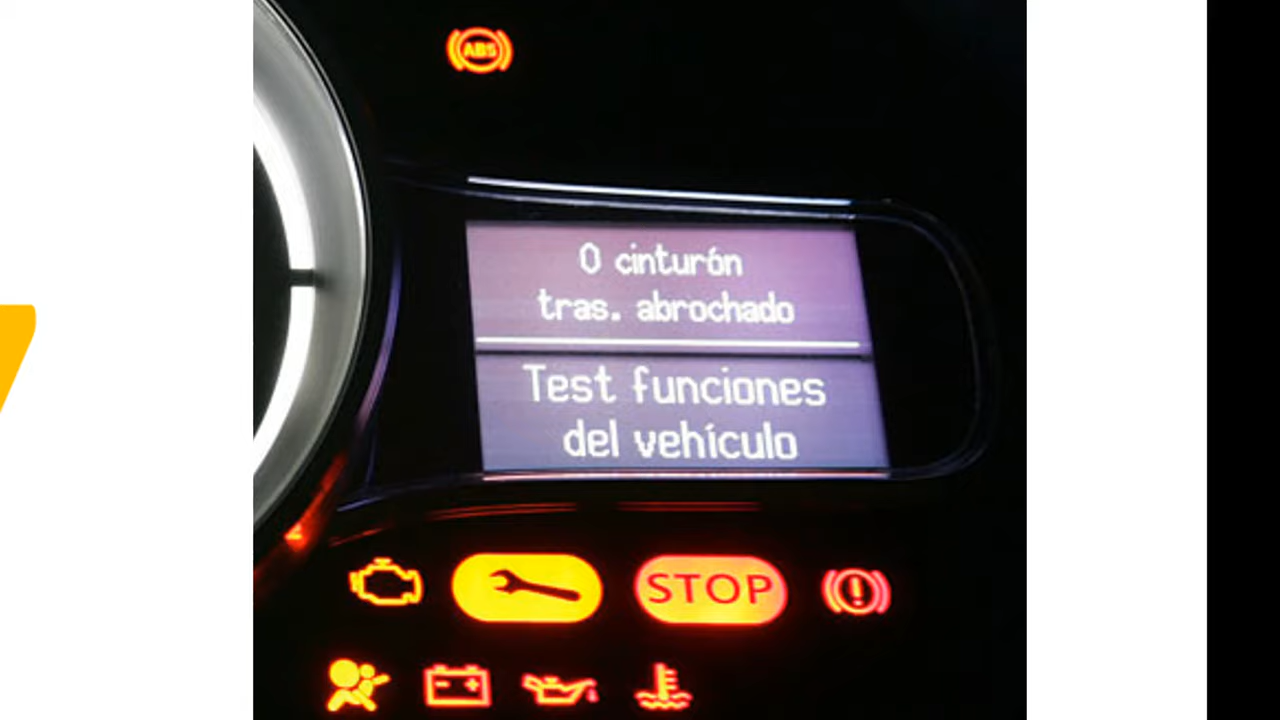 ABS
0 cinturón
tras. abrochado
Test funciones
del vehículo
STOP